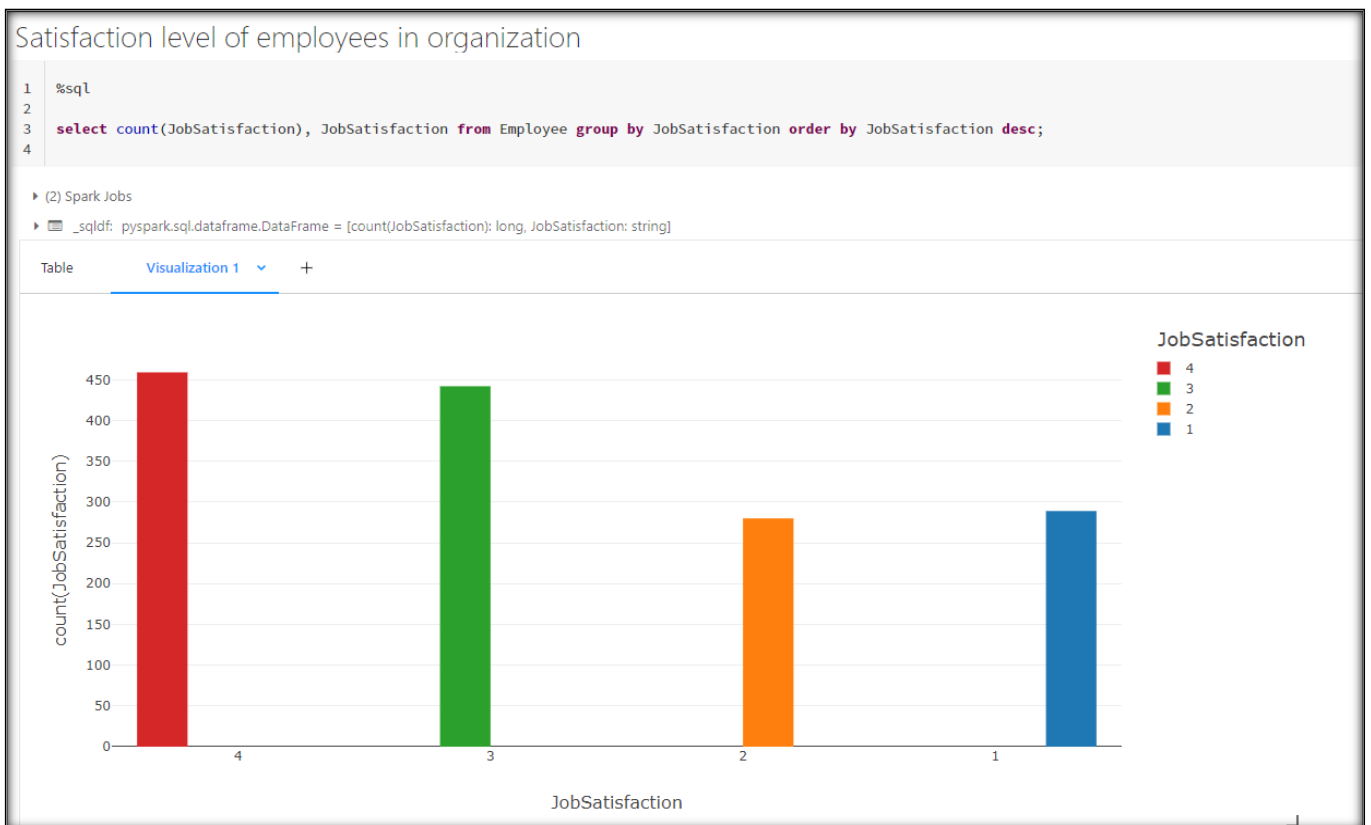 Satisfaction level of employees in organization
1 %sql
2
3 select count(JobSatisfaction), JobSatisfaction from Employee group by JobSatisfaction order by JobSatisfaction desc;
4
(2) Spark Jobs
_sqldf: pyspark.sql.dataframe.DataFrame = [count(JobSatisfaction): long, JobSatisfaction: string]
Table Visualization 1 +
JobSatisfaction
4
3
2
1
count(JobSatisfaction)
450
400
350
300
250
200
150
100
50
0
4 3 2 1
JobSatisfaction